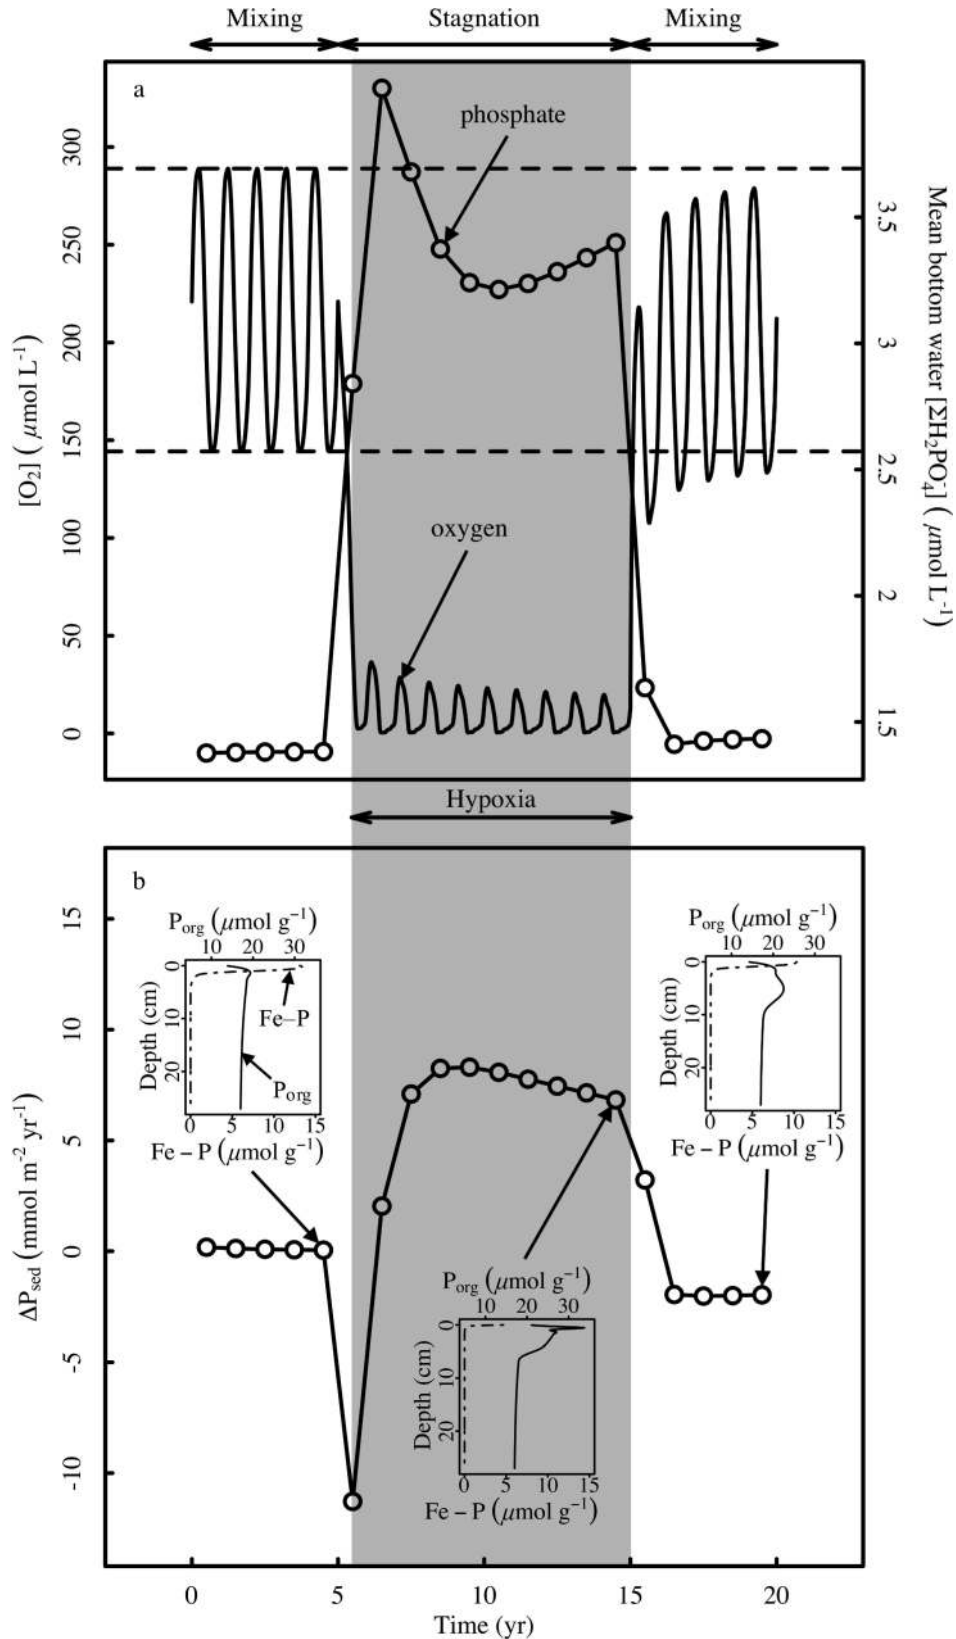 Mixing Stagnation Mixing
a
phosphate
oxygen
300
250
200
150
100
50
0
[O₂] (μmol L⁻¹)
3.5
3
2.5
2
1.5
Mean bottom water [ΣH₂PO₄⁻] (μmol L⁻¹)
Hypoxia
b
15
10
5
0
-5
-10
ΔP_sed (mmol m⁻² yr⁻¹)
P_org (μmol g⁻¹)
10 20 30
0
10
20
Depth (cm)
Fe–P
P_org
0 5 10 15
Fe – P (μmol g⁻¹)
P_org (μmol g⁻¹)
10 20 30
0
10
20
Depth (cm)
0 5 10 15
Fe – P (μmol g⁻¹)
P_org (μmol g⁻¹)
10 20 30
0
10
20
Depth (cm)
0 5 10 15
Fe – P (μmol g⁻¹)
0 5 10 15 20
Time (yr)